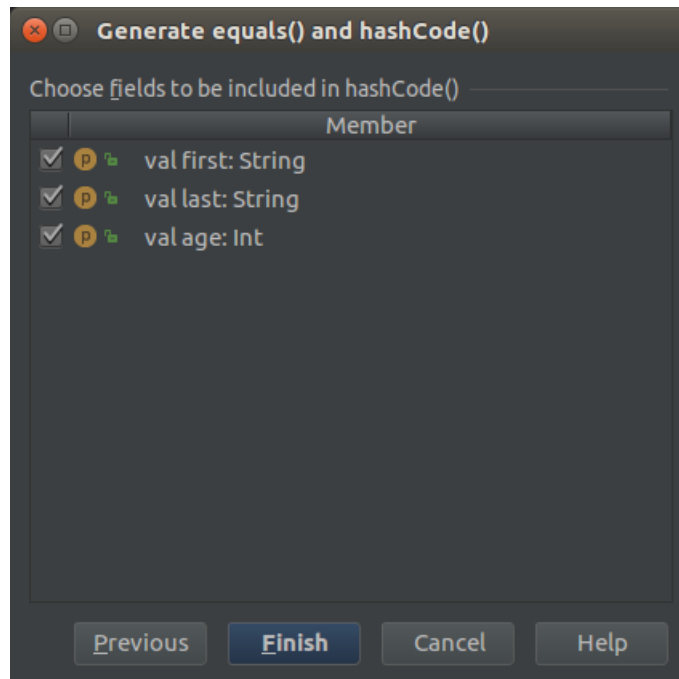 Generate equals() and hashCode()
Choose fields to be included in hashCode()
Member
p val first: String
p val last: String
p val age: Int
Previous Finish Cancel Help